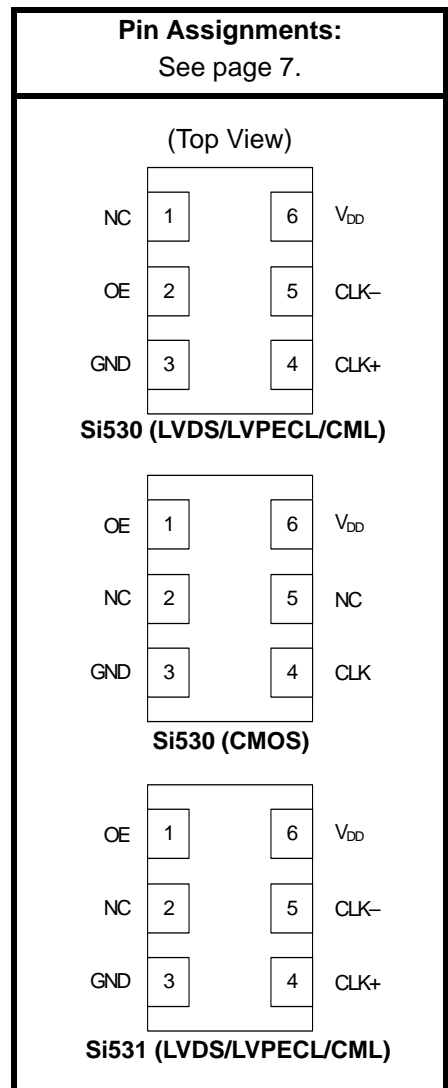 Pin Assignments:
See page 7.
(Top View)
NC 1 6 VDD
OE 2 5 CLK–
GND 3 4 CLK+
Si530 (LVDS/LVPECL/CML)
OE 1 6 VDD
NC 2 5 NC
GND 3 4 CLK
Si530 (CMOS)
OE 1 6 VDD
NC 2 5 CLK–
GND 3 4 CLK+
Si531 (LVDS/LVPECL/CML)